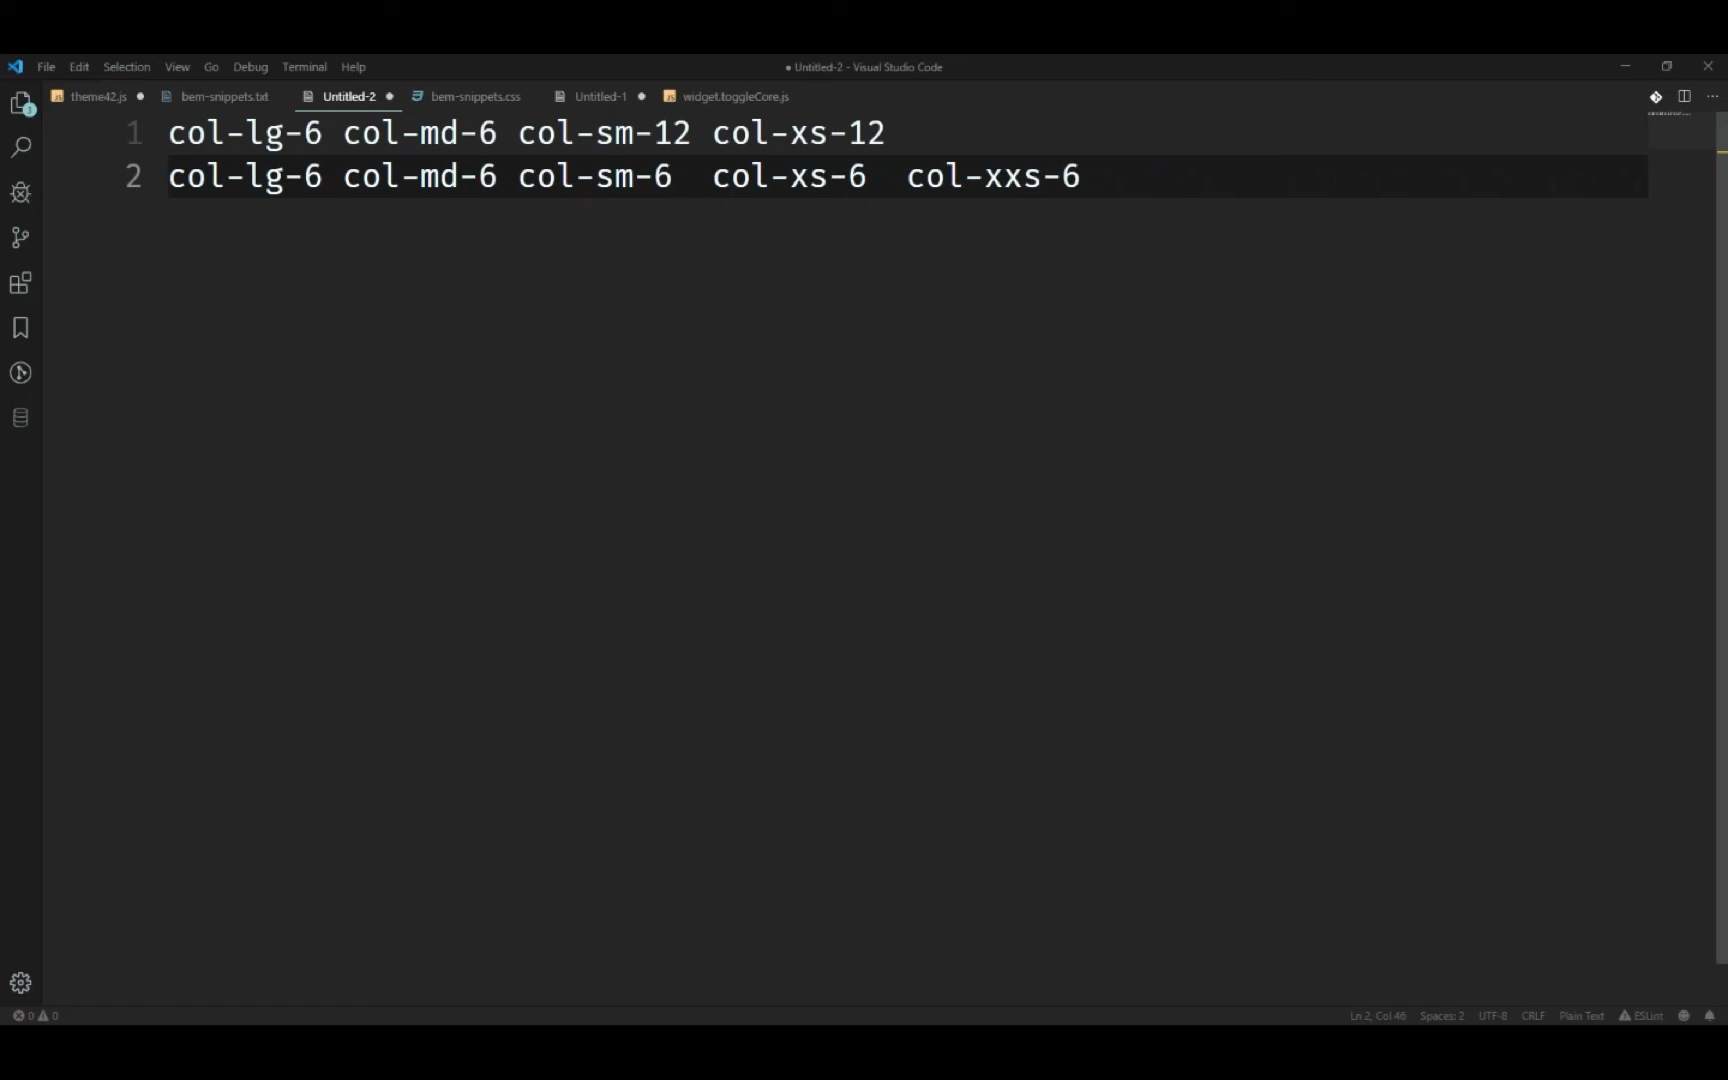 File Edit Selection View Go Debug Terminal Help
● Untitled-2 - Visual Studio Code
theme42.js bem-snippets.txt Untitled-2 bem-snippets.css Untitled-1 widget.toggleCore.js
1 col-lg-6 col-md-6 col-sm-12 col-xs-12
2 col-lg-6 col-md-6 col-sm-6  col-xs-6  col-xxs-6
0 0 Ln 2, Col 46 Spaces: 2 UTF-8 CRLF Plain Text ESLint